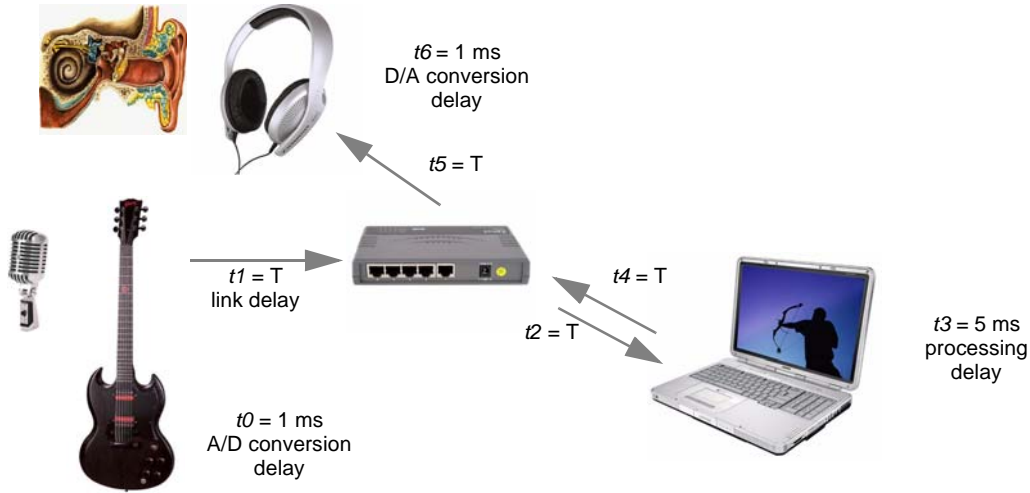 t6 = 1 ms
D/A conversion
delay
t5 = T
t1 = T
link delay
t4 = T
t2 = T
t3 = 5 ms
processing
delay
t0 = 1 ms
A/D conversion
delay